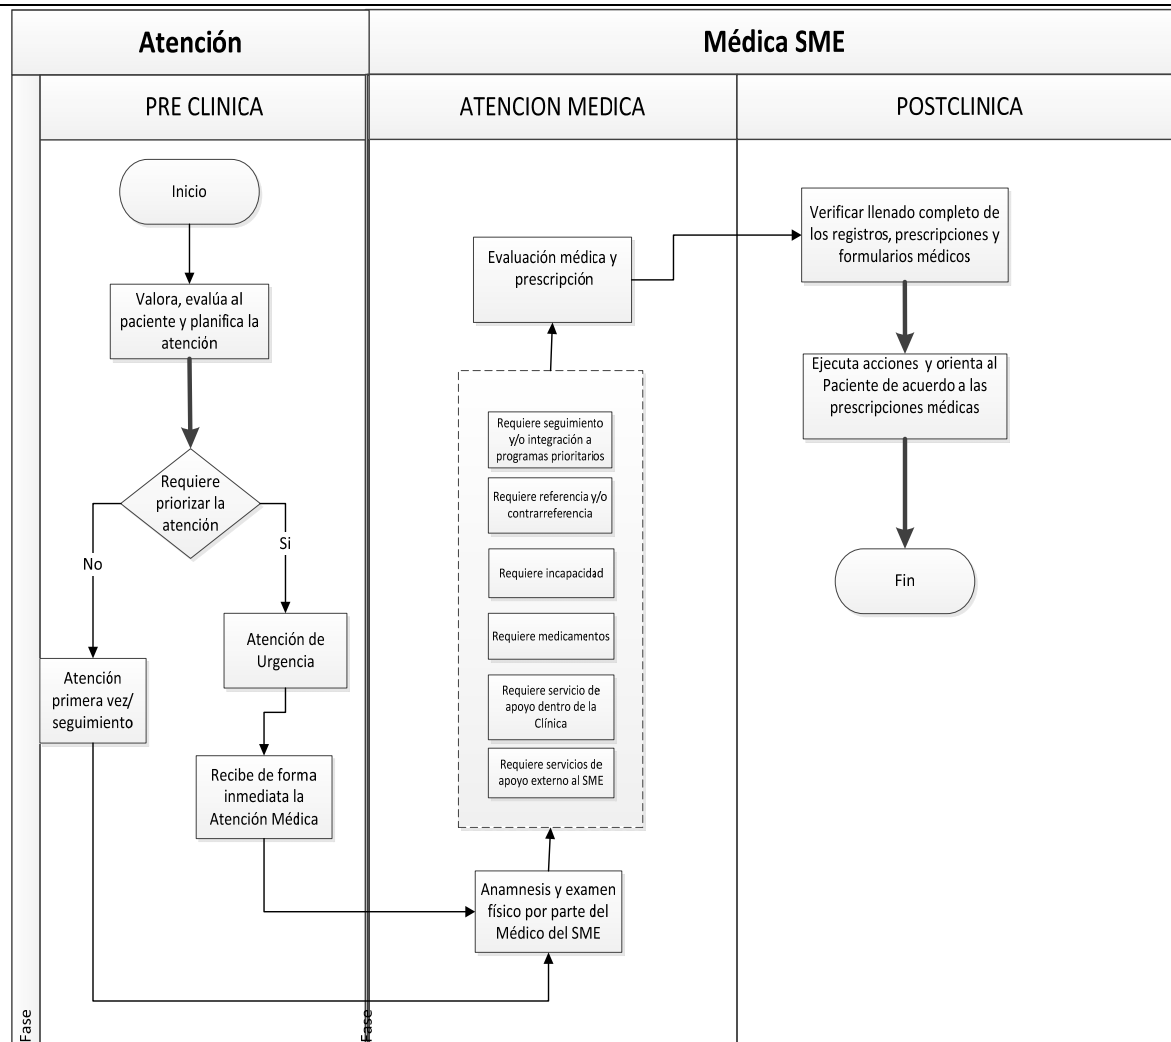 Atención
Médica SME
PRE CLINICA
ATENCION MEDICA
POSTCLINICA
Inicio
Valora, evalúa al
paciente y planifica la
atención
Requiere
priorizar la
atención
No
Si
Atención de
Urgencia
Atención
primera vez/
seguimiento
Recibe de forma
inmediata la
Atención Médica
Fase
Evaluación médica y
prescripción
Requiere seguimiento
y/o integración a
programas prioritarios
Requiere referencia y/o
contrarreferencia
Requiere incapacidad
Requiere medicamentos
Requiere servicio de
apoyo dentro de la
Clínica
Requiere servicios de
apoyo externo al SME
Anamnesis y examen
físico por parte del
Médico del SME
Fase
Verificar llenado completo de
los registros, prescripciones y
formularios médicos
Ejecuta acciones y orienta al
Paciente de acuerdo a las
prescripciones médicas
Fin